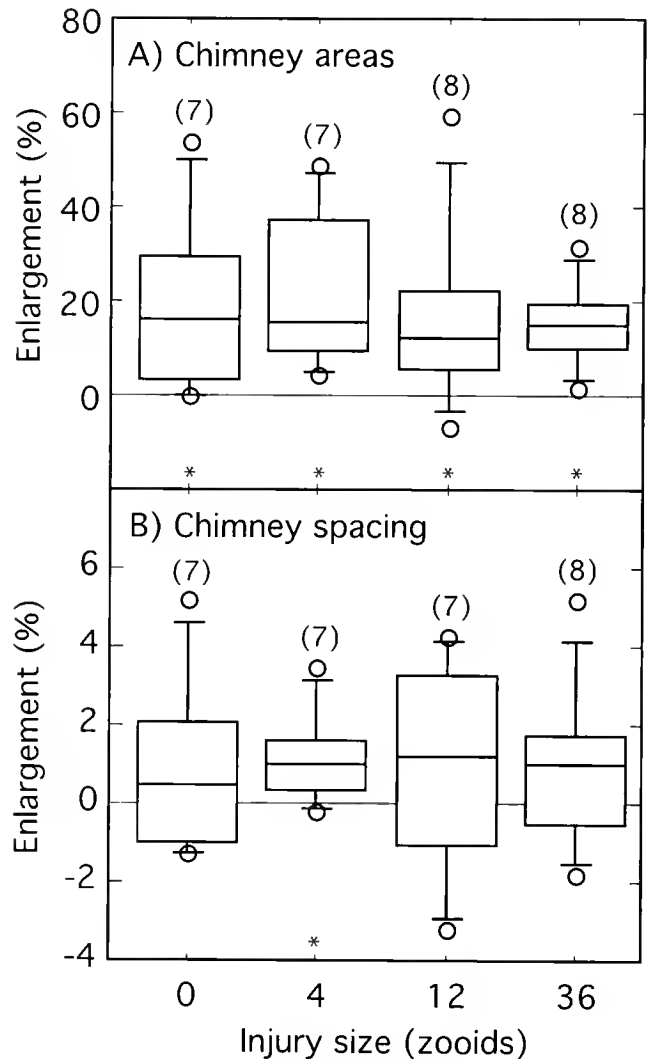 80
A) Chimney areas
(8)
(7)
(7)
60
40
(8)
20
0
Enlargement (%)
* * * *
B) Chimney spacing
6
(7)
(8)
(7)
(7)
4
2
0
-2
-4
Enlargement (%)
*
0 4 12 36
Injury size (zooids)